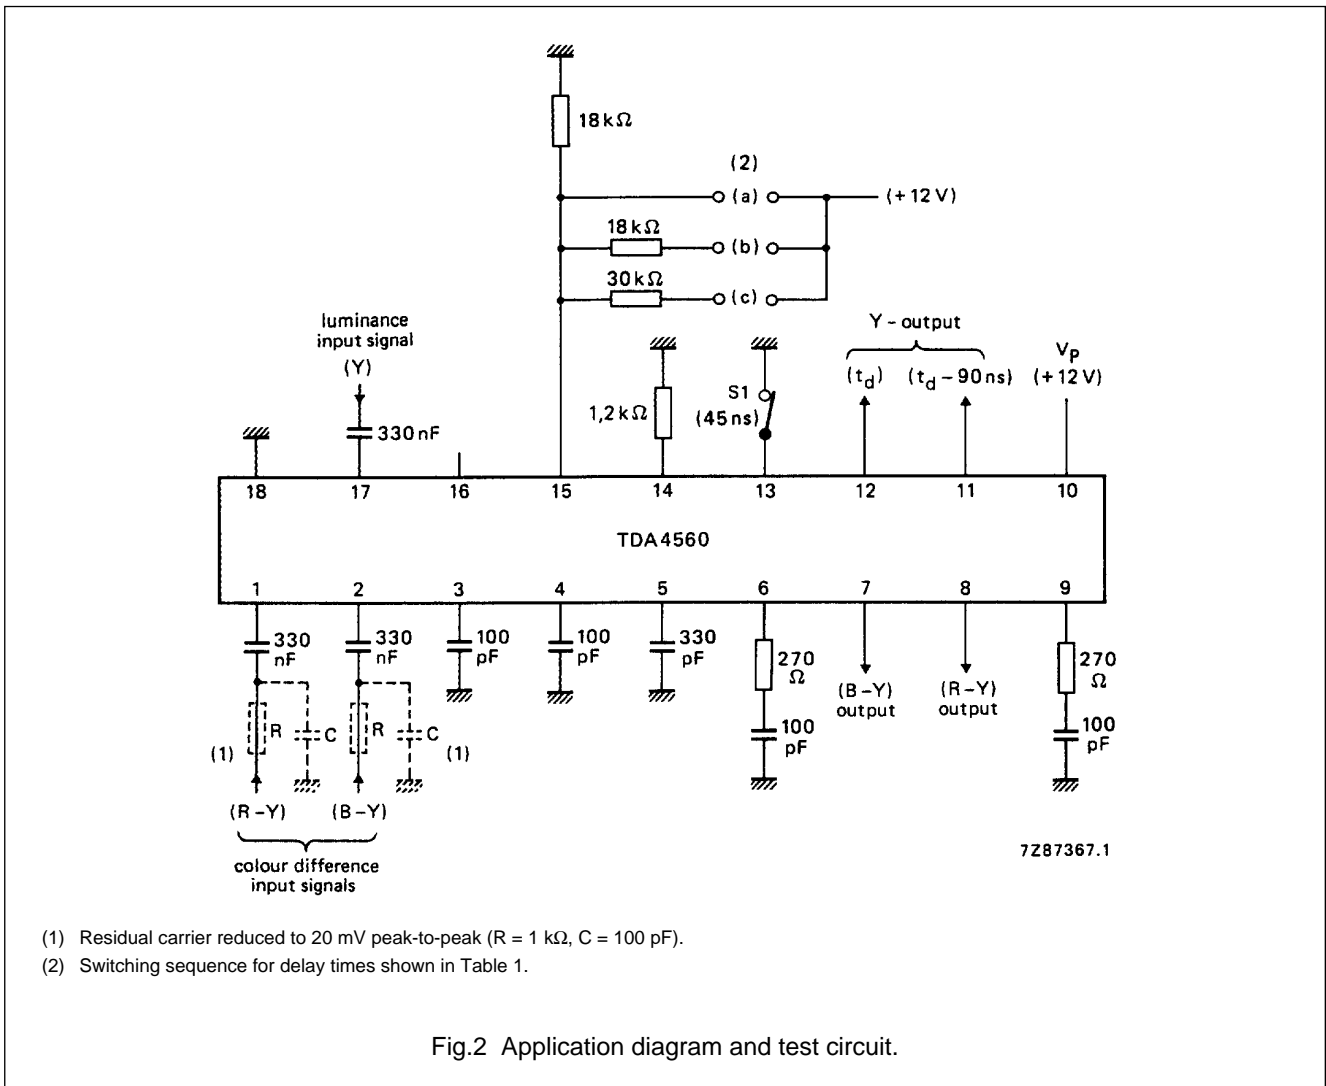 18 kΩ
(2)
(a)
(+12 V)
18 kΩ
(b)
30 kΩ
(c)
luminance
input signal
(Y)
330 nF
1,2 kΩ
S1
(45 ns)
Y - output
(td)
(td - 90 ns)
Vp
(+12 V)
18 17 16 15 14 13 12 11 10
TDA4560
1 2 3 4 5 6 7 8 9
330
nF
330
nF
100
pF
100
pF
330
pF
270
Ω
100
pF
(B-Y)
output
(R-Y)
output
270
Ω
100
pF
(1) R C R C (1)
(R-Y) (B-Y)
colour difference
input signals
7Z87367.1
(1) Residual carrier reduced to 20 mV peak-to-peak (R = 1 kΩ, C = 100 pF).
(2) Switching sequence for delay times shown in Table 1.
Fig.2 Application diagram and test circuit.